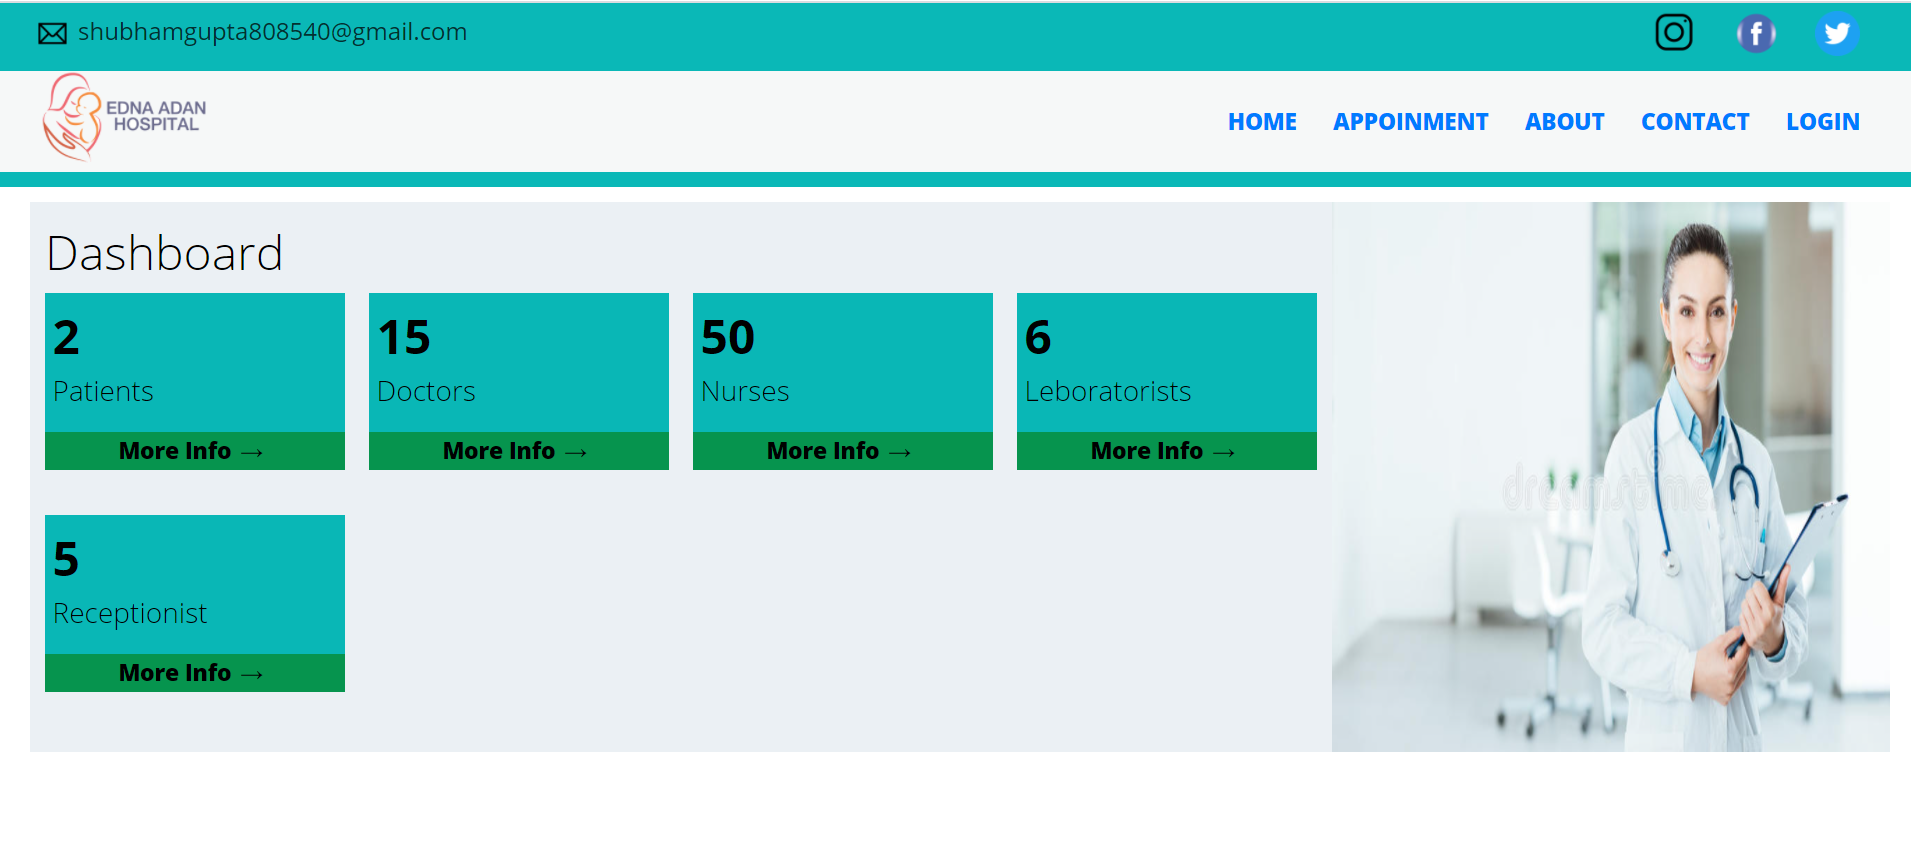 shubhamgupta808540@gmail.com
EDNA ADAN
HOSPITAL
HOME APPOINMENT ABOUT CONTACT LOGIN
Dashboard
2 15 50 6
Patients Doctors Nurses Leboratorists
More Info → More Info → More Info → More Info →
5
Receptionist
More Info →
dreamstime